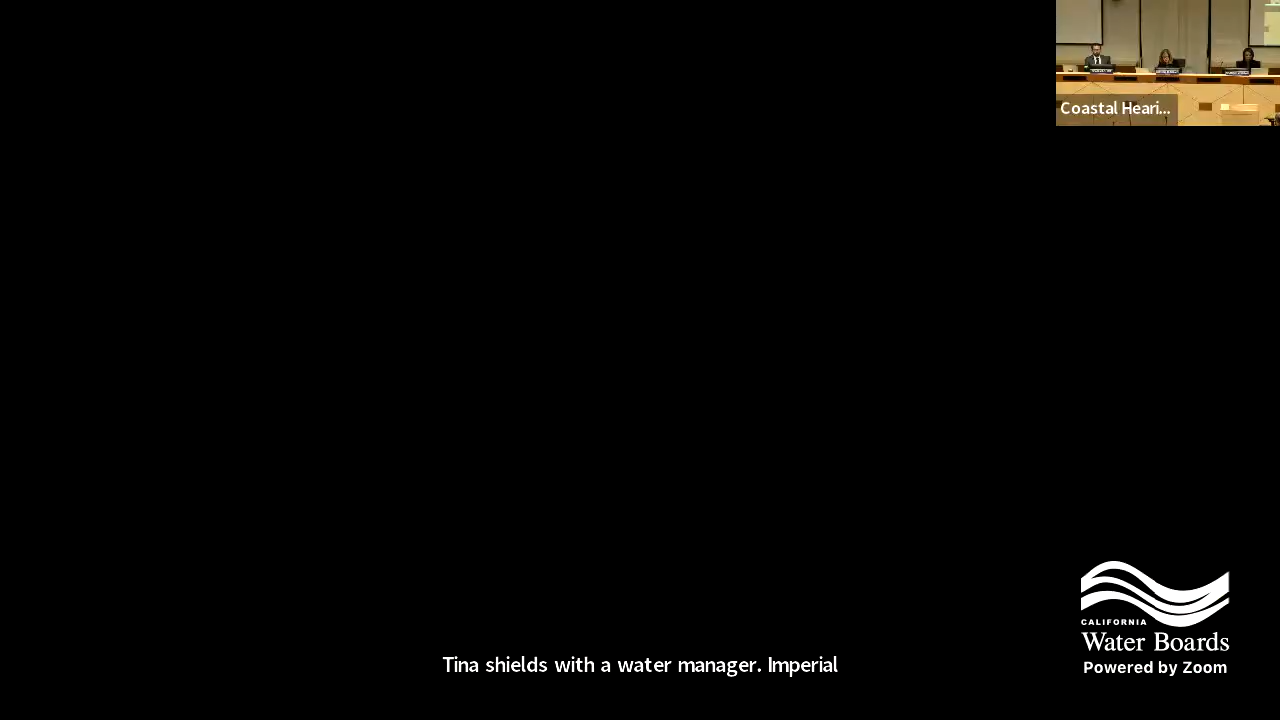 Coastal Heari...
CALIFORNIA
Water Boards
Powered by Zoom
Tina shields with a water manager. Imperial